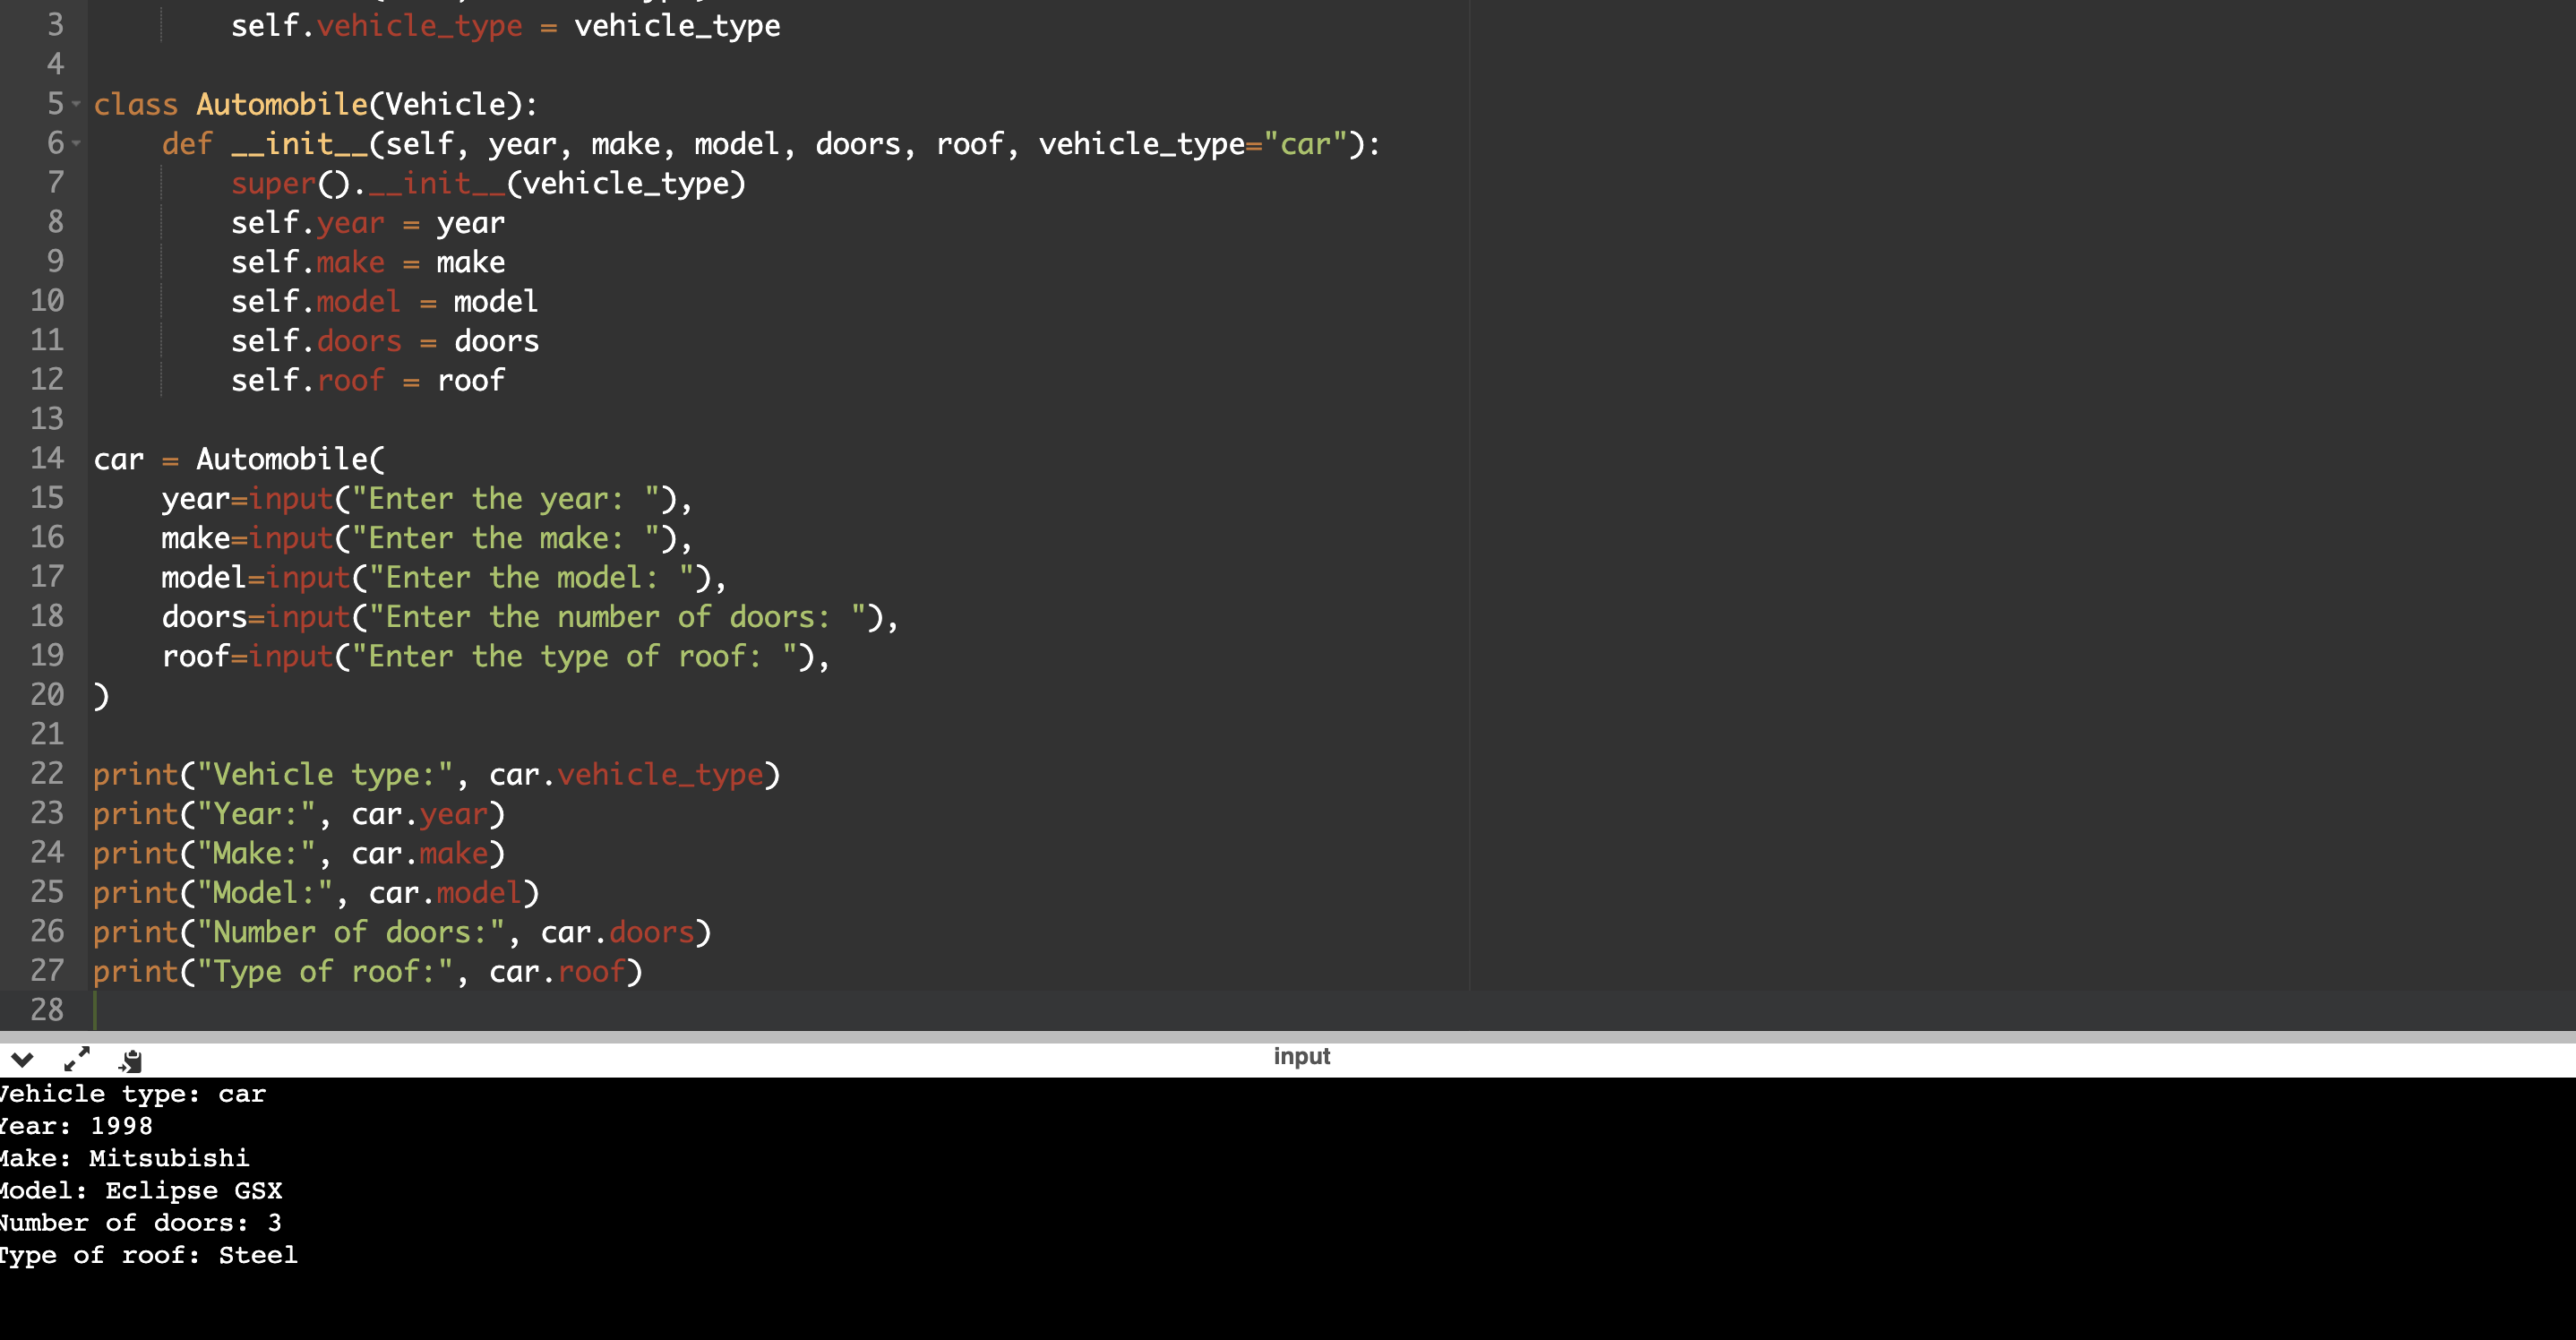 3 self.vehicle_type = vehicle_type
4
5 class Automobile(Vehicle):
6 def __init__(self, year, make, model, doors, roof, vehicle_type="car"):
7 super().__init__(vehicle_type)
8 self.year = year
9 self.make = make
10 self.model = model
11 self.doors = doors
12 self.roof = roof
13
14 car = Automobile(
15 year=input("Enter the year: "),
16 make=input("Enter the make: "),
17 model=input("Enter the model: "),
18 doors=input("Enter the number of doors: "),
19 roof=input("Enter the type of roof: "),
20 )
21
22 print("Vehicle type:", car.vehicle_type)
23 print("Year:", car.year)
24 print("Make:", car.make)
25 print("Model:", car.model)
26 print("Number of doors:", car.doors)
27 print("Type of roof:", car.roof)
28
input
Vehicle type: car
Year: 1998
Make: Mitsubishi
Model: Eclipse GSX
Number of doors: 3
Type of roof: Steel